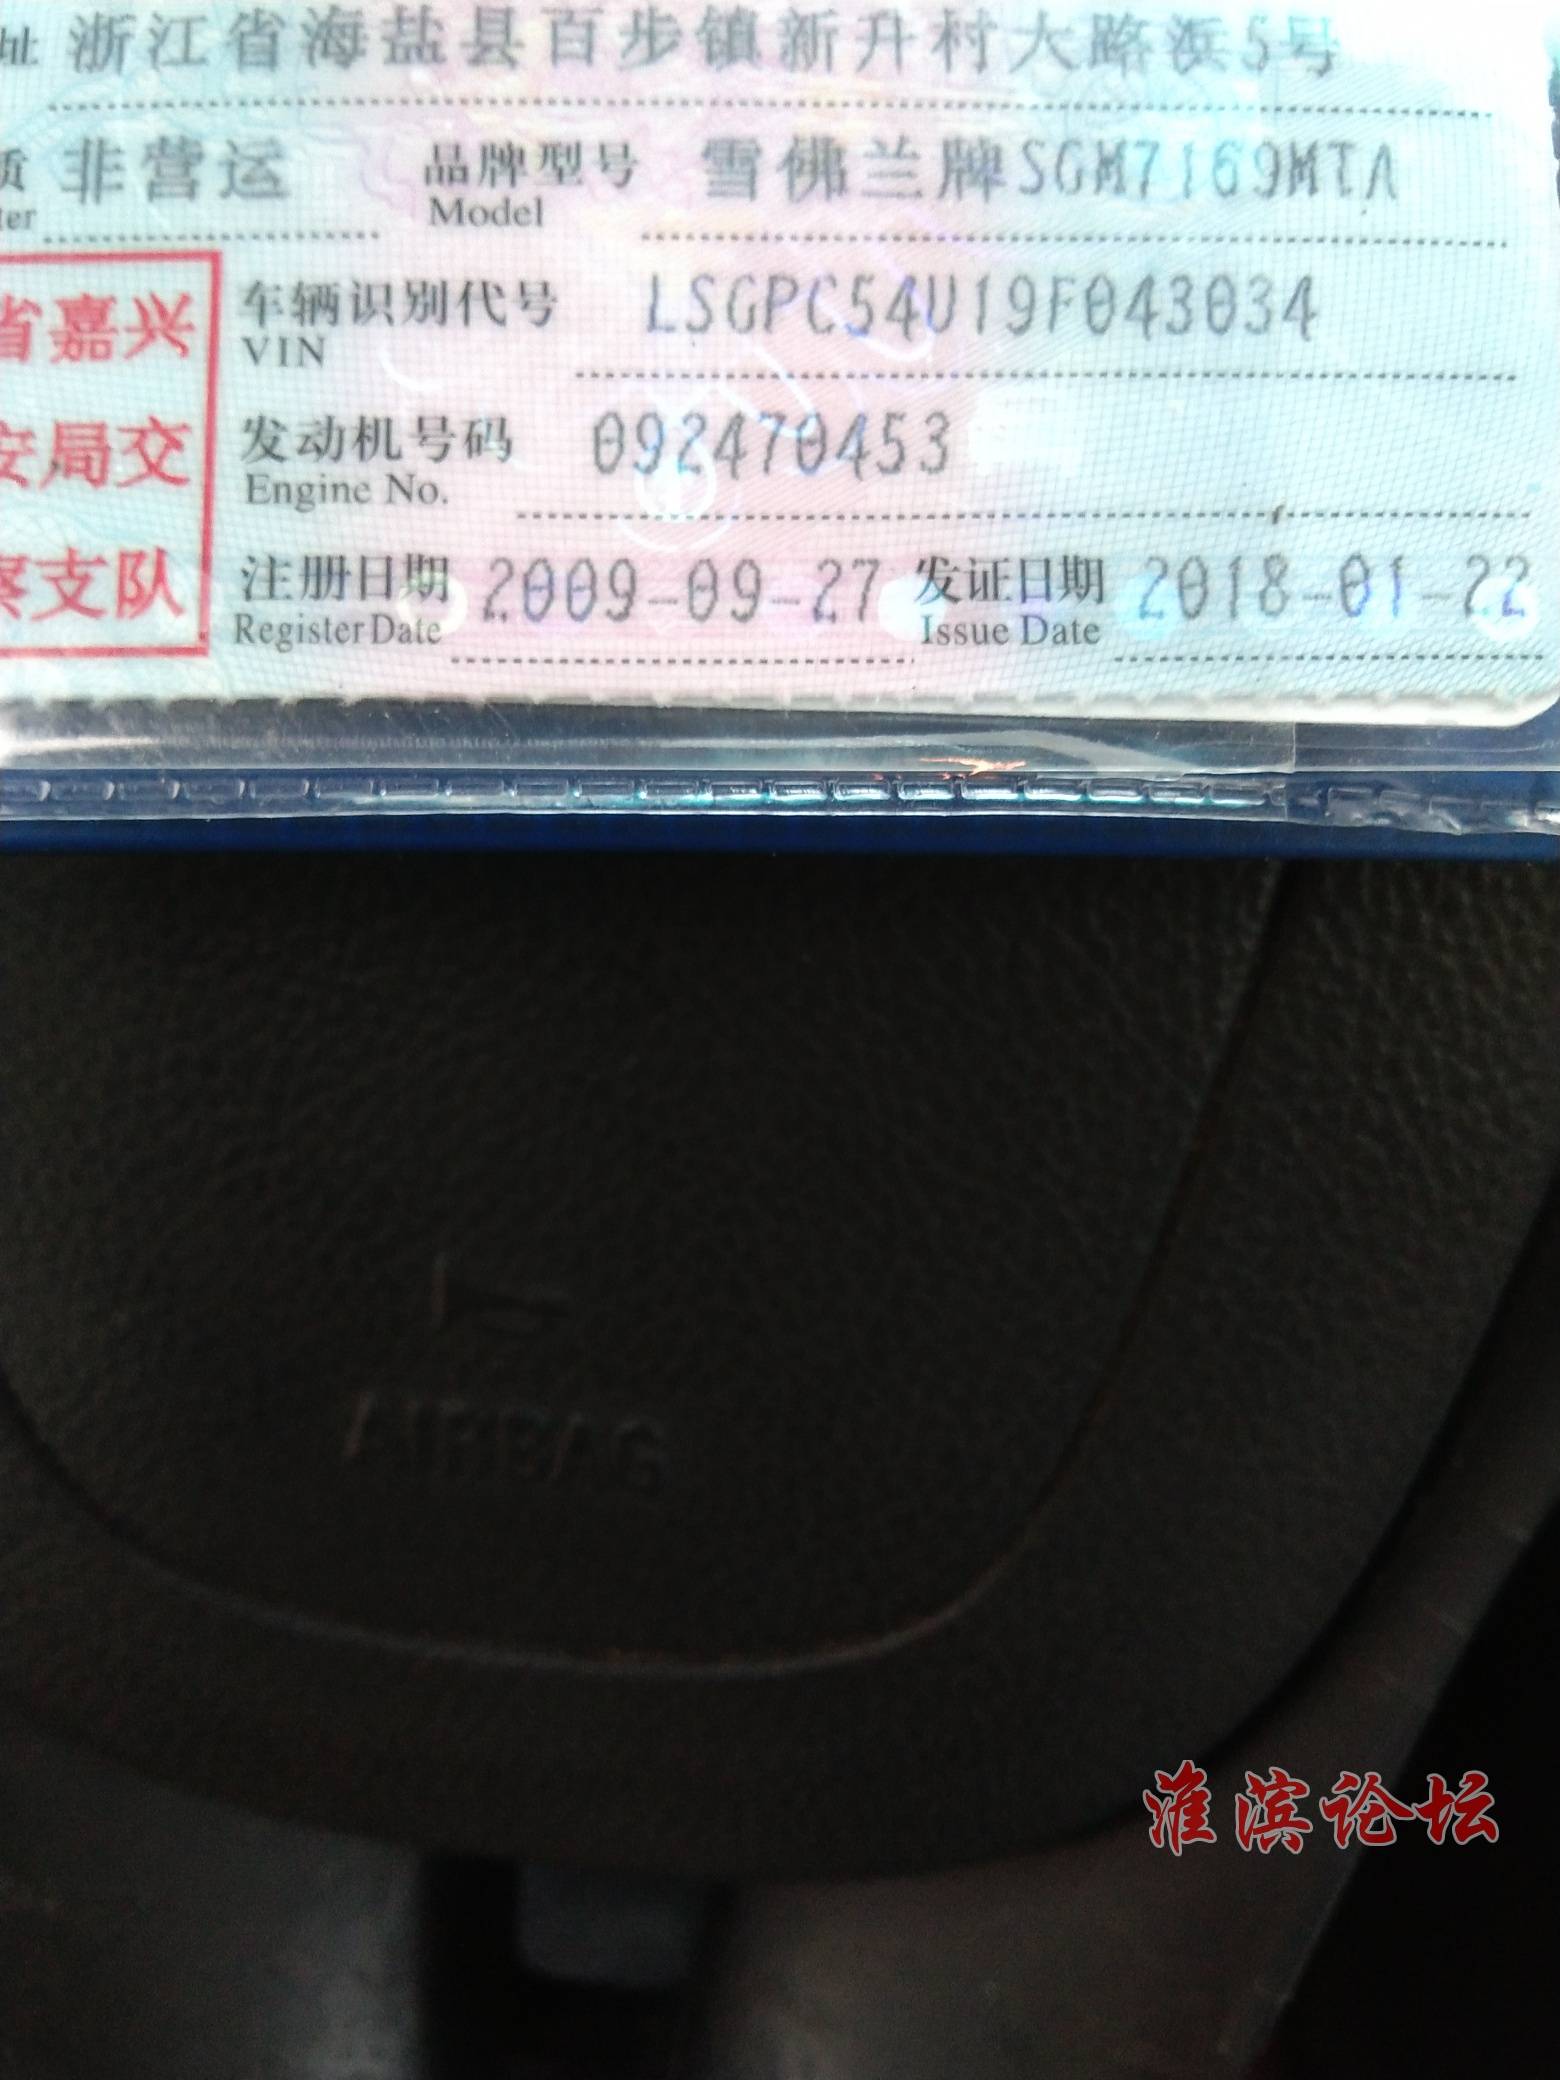 址 浙江省海盐县百步镇新升村大路浜5号
质 非营运 品牌型号 雪佛兰牌SGM7169MTA
ter Model
省嘉兴 车辆识别代号 LSGPC54U19F043034
VIN
安局交 发动机号码 092470453
Engine No.
察支队 注册日期 2009-09-27 发证日期 2018-01-22
Register Date Issue Date
AIRBAG
淮滨论坛